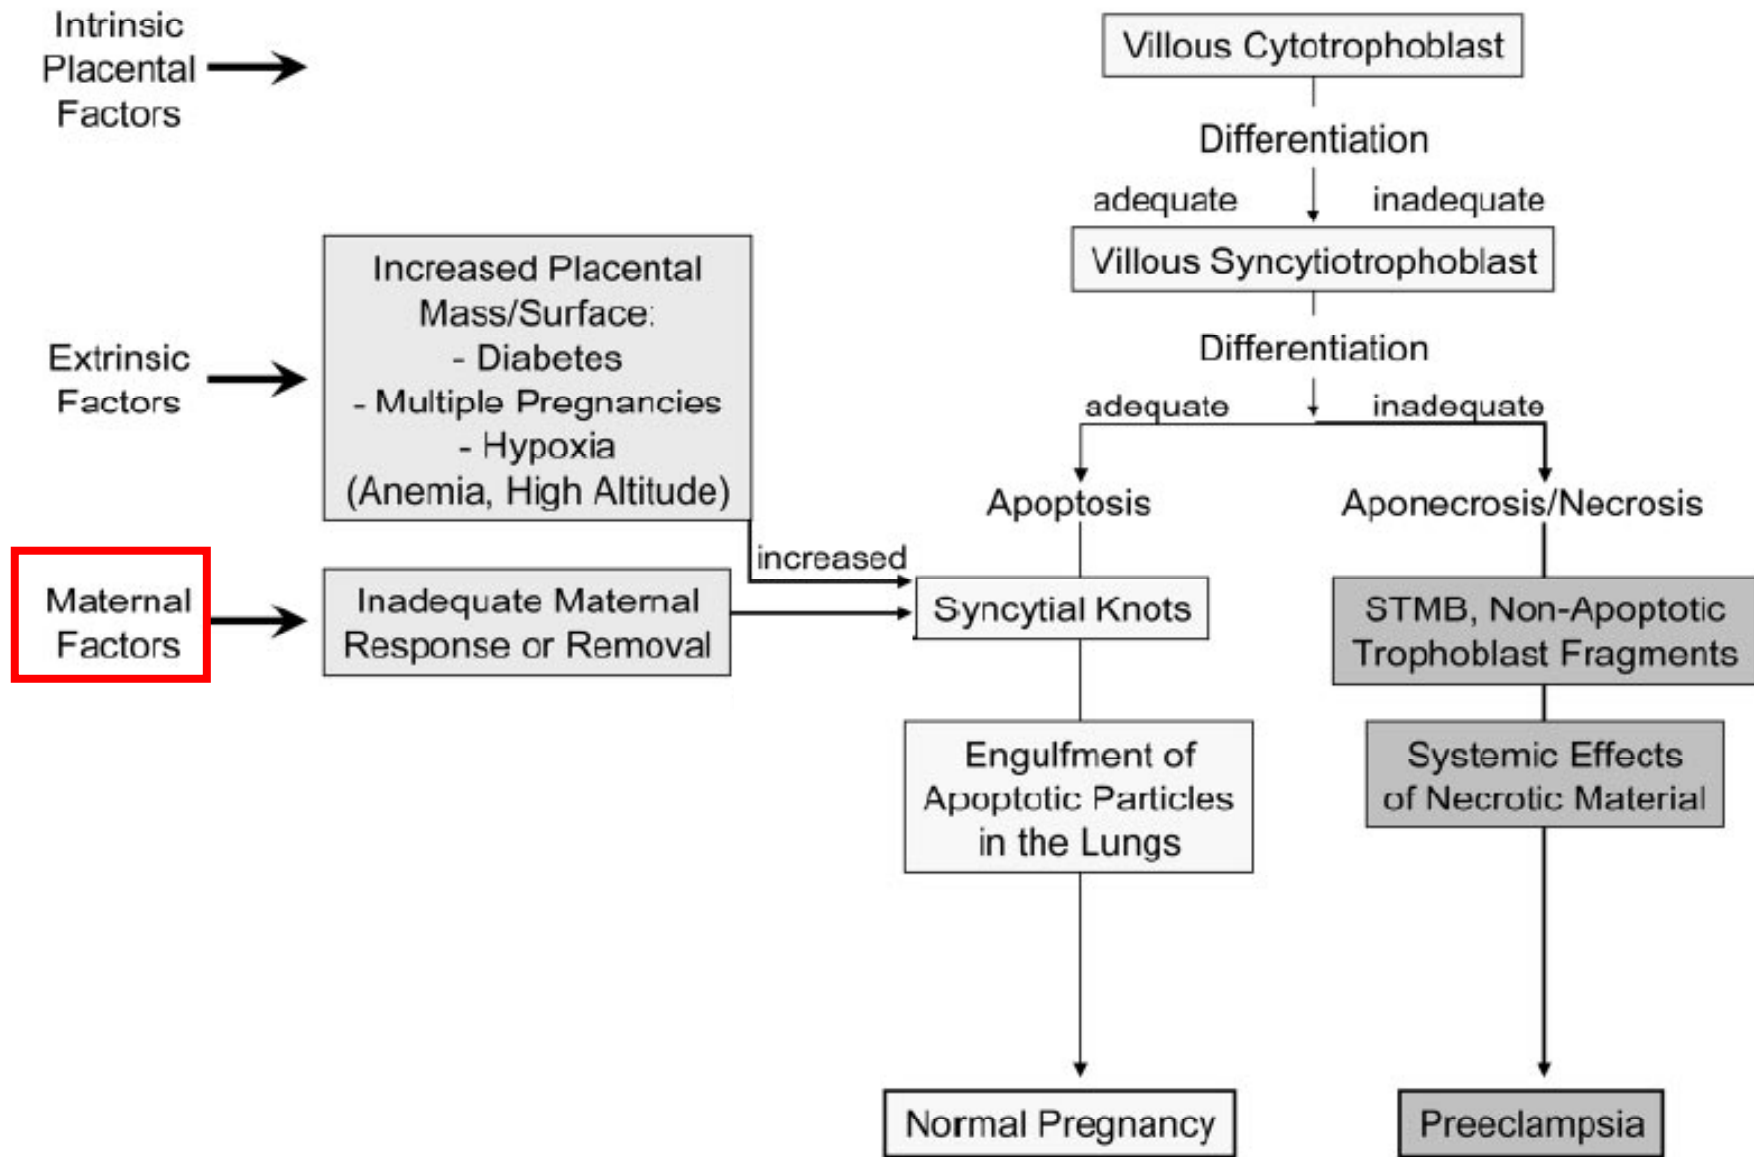 Intrinsic
Placental
Factors
Villous Cytotrophoblast
Differentiation
adequate inadequate
Villous Syncytiotrophoblast
Differentiation
adequate inadequate
Extrinsic
Factors
Increased Placental
Mass/Surface:
- Diabetes
- Multiple Pregnancies
- Hypoxia
(Anemia, High Altitude)
Apoptosis
Aponecrosis/Necrosis
increased
Maternal
Factors
Inadequate Maternal
Response or Removal
Syncytial Knots
STMB, Non-Apoptotic
Trophoblast Fragments
Engulfment of
Apoptotic Particles
in the Lungs
Systemic Effects
of Necrotic Material
Normal Pregnancy
Preeclampsia